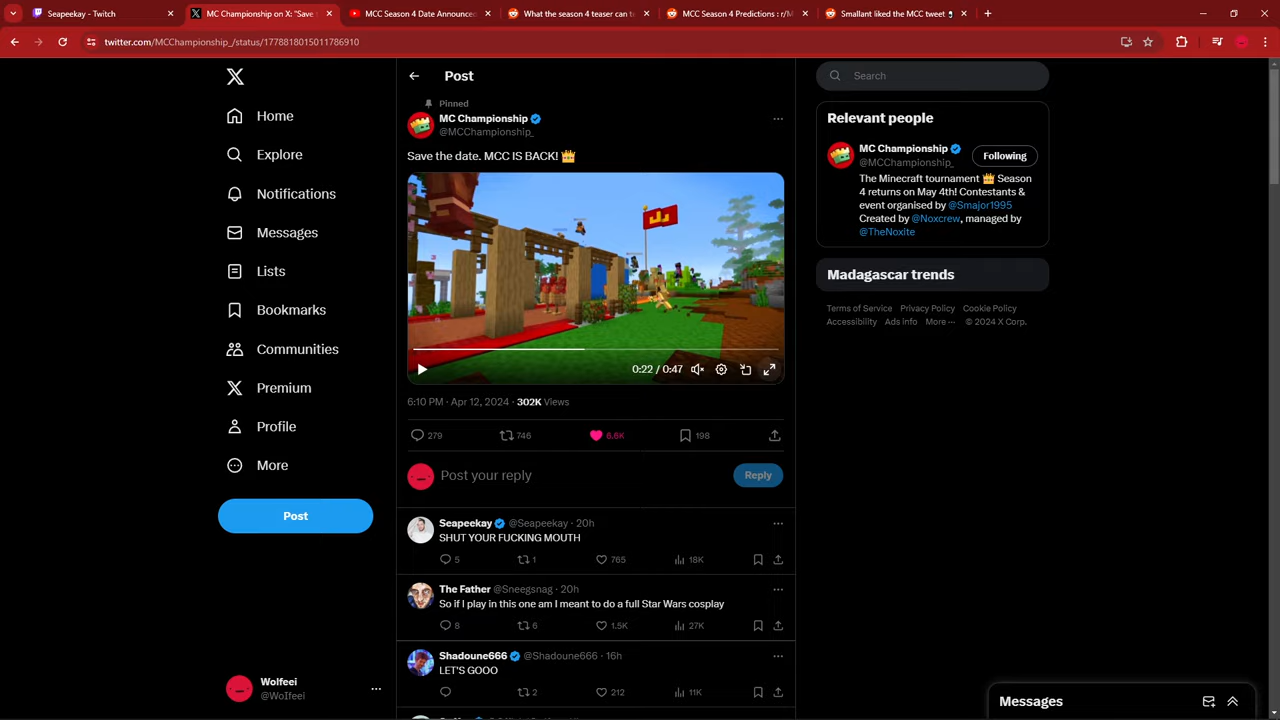 Seapeekay - Twitch
MC Championship on X: "Save
MCC Season 4 Date Announced
What the season 4 teaser can t
MCC Season 4 Predictions : r/M
Smallant liked the MCC tweet
twitter.com/MCChampionship_/status/1778818015011786910
Home
Explore
Notifications
Messages
Lists
Bookmarks
Communities
Premium
Profile
More
Post
Wolfeei
@WoIfeei
Post
Pinned
MC Championship
@MCChampionship_
Save the date. MCC IS BACK! 👑
0:22 / 0:47
6:10 PM · Apr 12, 2024 · 302K Views
279 746 6.6K 198
Post your reply
Reply
Seapeekay @Seapeekay · 20h
SHUT YOUR FUCKING MOUTH
5 1 765 18K
The Father @Sneegsnag · 20h
So if I play in this one am I meant to do a full Star Wars cosplay
8 6 1.5K 27K
Shadoune666 @Shadoune666 · 16h
LET'S GOOO
2 212 11K
Search
Relevant people
MC Championship
@MCChampionship_
Following
The Minecraft tournament 👑 Season
4 returns on May 4th! Contestants &
event organised by @Smajor1995
Created by @Noxcrew, managed by
@TheNoxite
Madagascar trends
Terms of Service Privacy Policy Cookie Policy
Accessibility Ads info More ··· © 2024 X Corp.
Messages